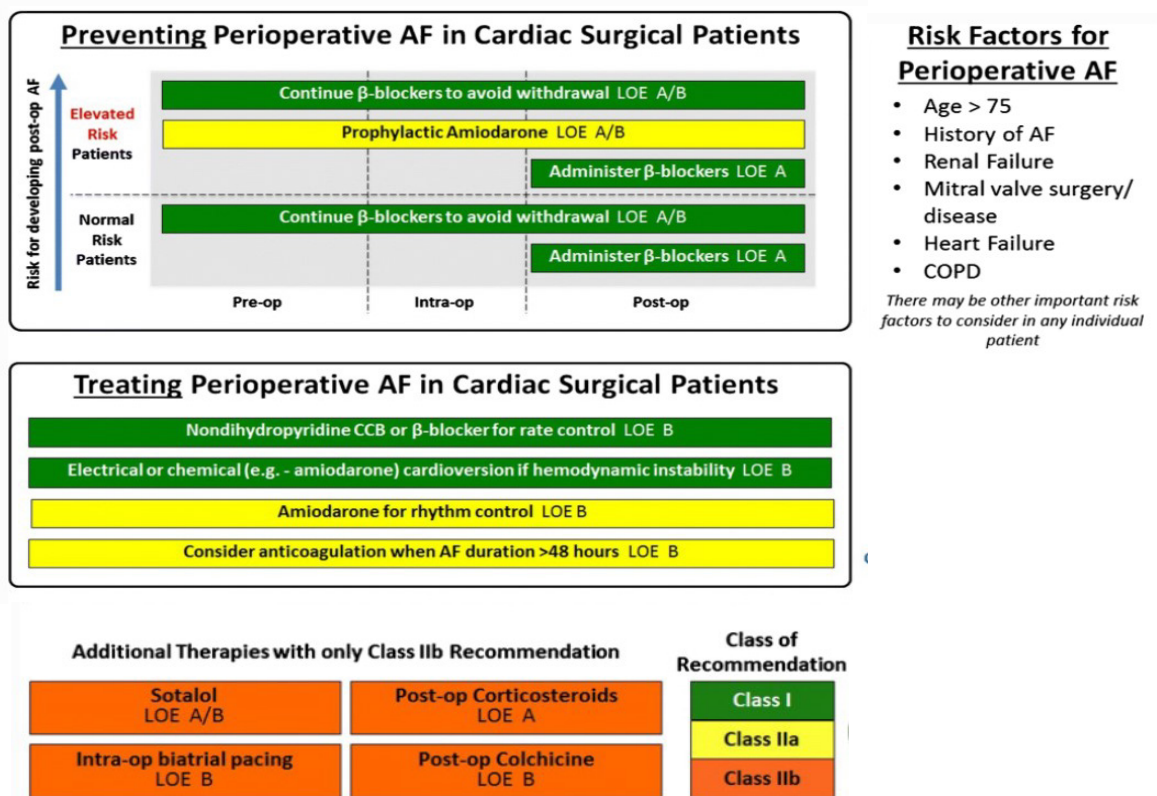 Preventing Perioperative AF in Cardiac Surgical Patients
Risk for developing post-op AF
Elevated
Risk
Patients
Continue β-blockers to avoid withdrawal LOE A/B
Prophylactic Amiodarone LOE A/B
Administer β-blockers LOE A
Normal
Risk
Patients
Continue β-blockers to avoid withdrawal LOE A/B
Administer β-blockers LOE A
Pre-op
Intra-op
Post-op
Risk Factors for
Perioperative AF
• Age > 75
• History of AF
• Renal Failure
• Mitral valve surgery/
disease
• Heart Failure
• COPD
There may be other important risk
factors to consider in any individual
patient
Treating Perioperative AF in Cardiac Surgical Patients
Nondihydropyridine CCB or β-blocker for rate control LOE B
Electrical or chemical (e.g. - amiodarone) cardioversion if hemodynamic instability LOE B
Amiodarone for rhythm control LOE B
Consider anticoagulation when AF duration >48 hours LOE B
Additional Therapies with only Class IIb Recommendation
Sotalol
LOE A/B
Post-op Corticosteroids
LOE A
Intra-op biatrial pacing
LOE B
Post-op Colchicine
LOE B
Class of
Recommendation
Class I
Class IIa
Class IIb